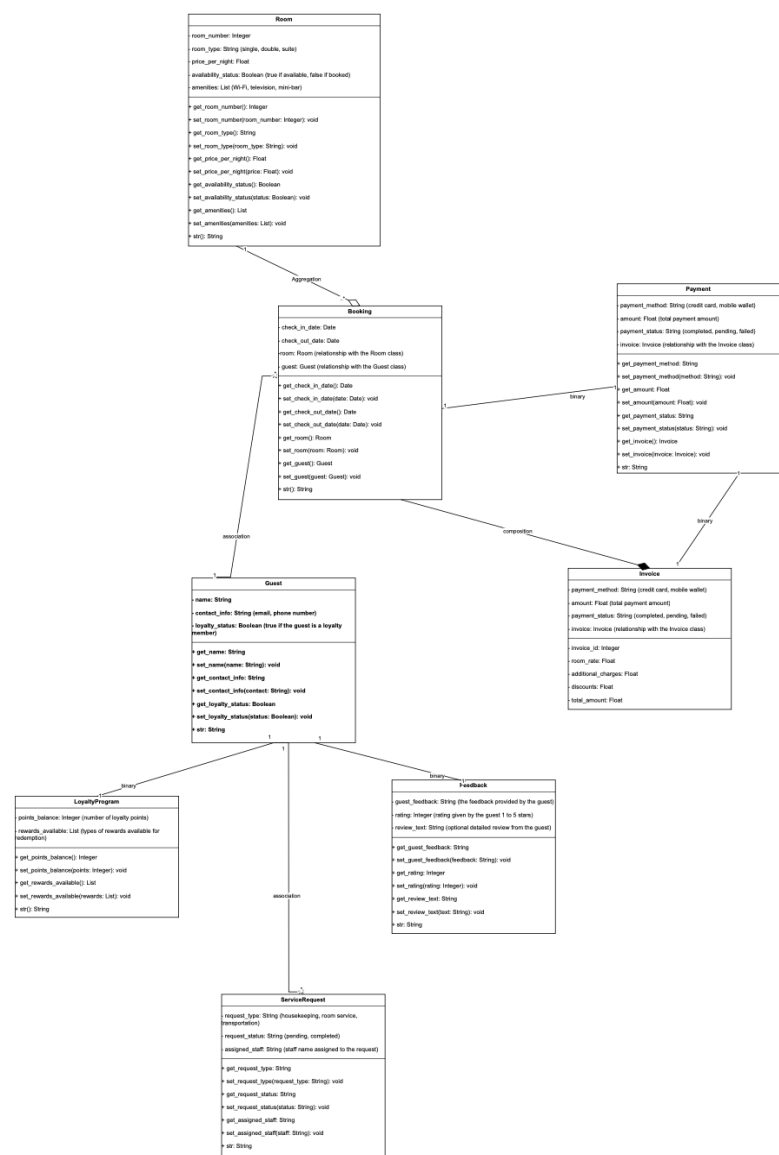 Room
- room_number: Integer
- room_type: String (single, double, suite)
- price_per_night: Float
- availability_status: Boolean (true if available, false if booked)
- amenities: List (Wi-Fi, television, mini-bar)
+ get_room_number(): Integer
+ set_room_number(room_number: Integer): void
+ get_room_type(): String
+ set_room_type(room_type: String): void
+ get_price_per_night(): Float
+ set_price_per_night(price: Float): void
+ get_availability_status(): Boolean
+ set_availability_status(status: Boolean): void
+ get_amenities(): List
+ set_amenities(amenities: List): void
+ str(): String
1
Aggregation
Booking
- check_in_date: Date
- check_out_date: Date
-room: Room (relationship with the Room class)
- guest: Guest (relationship with the Guest class)
+ get_check_in_date(): Date
+ set_check_in_date(date: Date): void
+ get_check_out_date(): Date
+ set_check_out_date(date: Date): void
+ get_room(): Room
+ set_room(room: Room): void
+ get_guest(): Guest
+ set_guest(guest: Guest): void
+ str(): String
Payment
- payment_method: String (credit card, mobile wallet)
- amount: Float (total payment amount)
- payment_status: String (completed, pending, failed)
- invoice: Invoice (relationship with the Invoice class)
+ get_payment_method: String
+ set_payment_method(method: String): void
+ get_amount: Float
+ set_amount(amount: Float): void
+ get_payment_status: String
+ set_payment_status(status: String): void
+ get_invoice(): Invoice
+ set_invoice(invoice: Invoice): void
+ str: String
1
binary
1
1
binary
1
composition
association
1
Invoice
- payment_method: String (credit card, mobile wallet)
- amount: Float (total payment amount)
- payment_status: String (completed, pending, failed)
- invoice: Invoice (relationship with the Invoice class)
- invoice_id: Integer
- room_rate: Float
- additional_charges: Float
- discounts: Float
- total_amount: Float
Guest
- name: String
- contact_info: String (email, phone number)
- loyalty_status: Boolean (true if the guest is a loyalty
member)
+ get_name: String
+ set_name(name: String): void
+ get_contact_info: String
+ set_contact_info(contact: String): void
+ get_loyalty_status: Boolean
+ set_loyalty_status(status: Boolean): void
+ str: String
1
1
1
binary
1
binary
1
LoyaltyProgram
- points_balance: Integer (number of loyalty points)
- rewards_available: List (types of rewards available for
redemption)
+ get_points_balance(): Integer
+ set_points_balance(points: Integer): void
+ get_rewards_available(): List
+ set_rewards_available(rewards: List): void
+ str(): String
Feedback
- guest_feedback: String (the feedback provided by the guest)
- rating: Integer (rating given by the guest 1 to 5 stars)
- review_text: String (optional detailed review from the guest)
+ get_guest_feedback: String
+ set_guest_feedback(feedback: String): void
+ get_rating: Integer
+ set_rating(rating: Integer): void
+ get_review_text: String
+ set_review_text(text: String): void
+ str: String
association
ServiceRequest
- request_type: String (housekeeping, room service,
transportation)
- request_status: String (pending, completed)
- assigned_staff: String (staff name assigned to the request)
+ get_request_type: String
+ set_request_type(request_type: String): void
+ get_request_status: String
+ set_request_status(status: String): void
+ get_assigned_staff: String
+ set_assigned_staff(staff: String): void
+ str: String